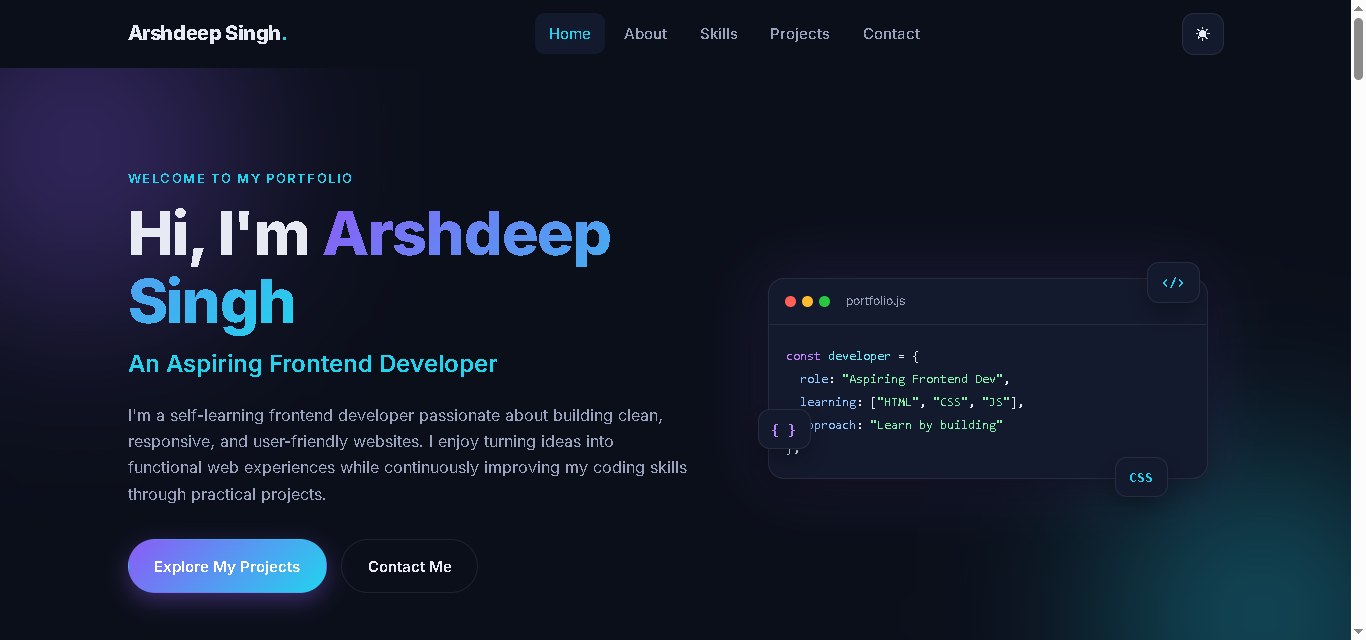 Arshdeep Singh.
Home About Skills Projects Contact
WELCOME TO MY PORTFOLIO
Hi, I'm Arshdeep
Singh
An Aspiring Frontend Developer
I'm a self-learning frontend developer passionate about building clean,
responsive, and user-friendly websites. I enjoy turning ideas into
functional web experiences while continuously improving my coding skills
through practical projects.
Explore My Projects
Contact Me
</>
portfolio.js
const developer = {
role: "Aspiring Frontend Dev",
learning: ["HTML", "CSS", "JS"],
{ }
"Learn by building"
};
CSS